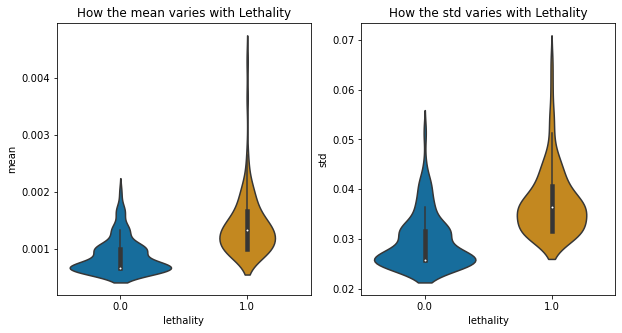 How the mean varies with Lethality
0.004
0.003
0.002
0.001
mean
0.0
1.0
lethality
How the std varies with Lethality
0.07
0.06
0.05
0.04
0.03
0.02
std
0.0
1.0
lethality